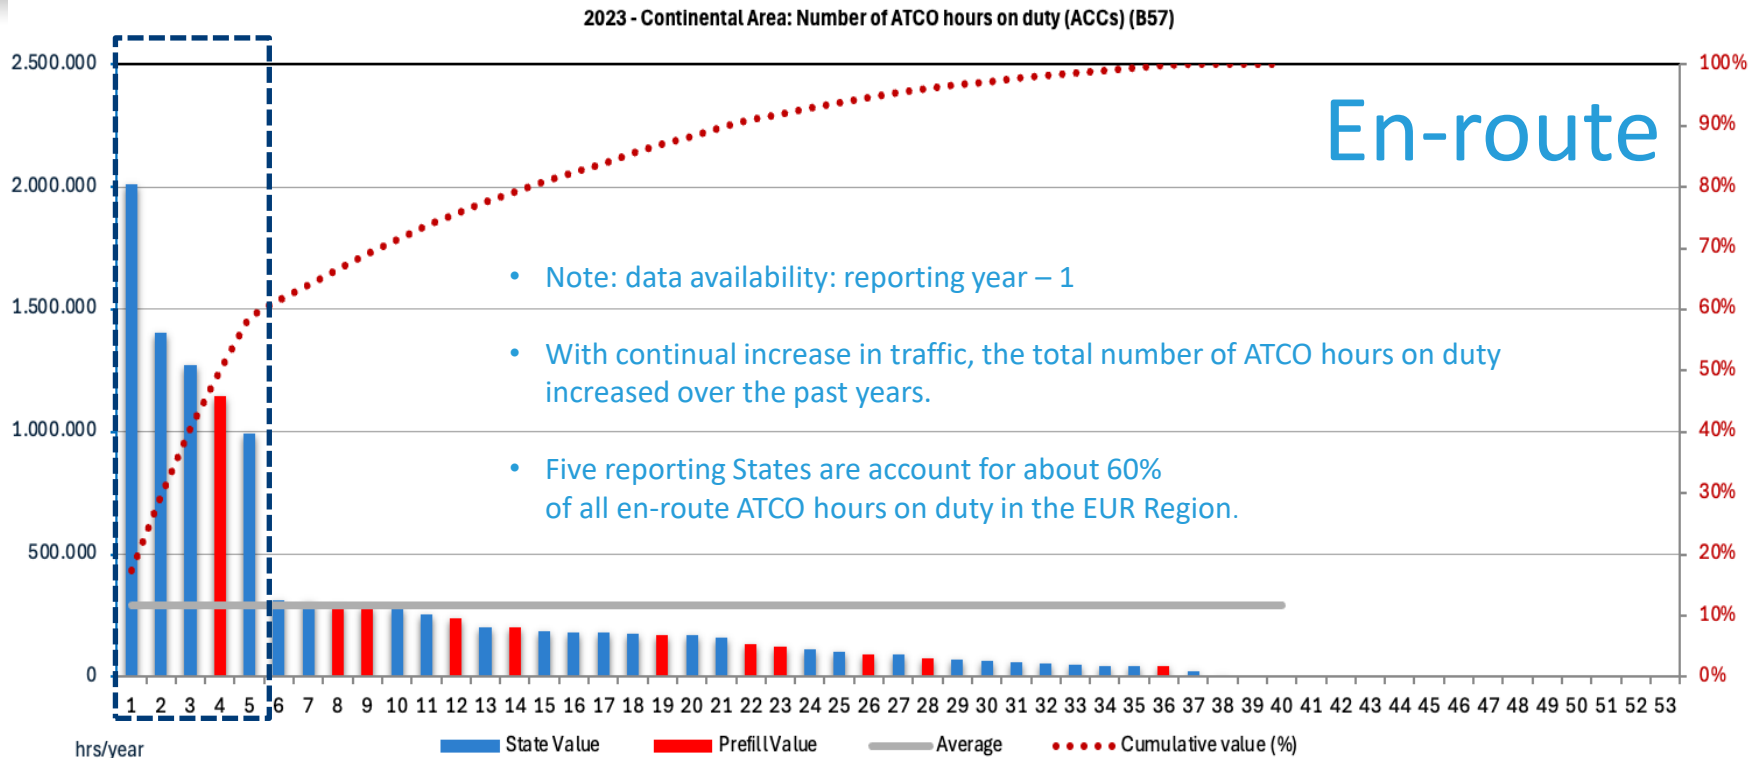 2023 - Continental Area: Number of ATCO hours on duty (ACCs) (B57)
2.500.000
2.000.000
1.500.000
1.000.000
500.000
0
100%
90%
80%
70%
60%
50%
40%
30%
20%
10%
0%
En-route
• Note: data availability: reporting year – 1
• With continual increase in traffic, the total number of ATCO hours on duty
increased over the past years.
• Five reporting States are account for about 60%
of all en-route ATCO hours on duty in the EUR Region.
1 2 3 4 5 6 7 8 9 10 11 12 13 14 15 16 17 18 19 20 21 22 23 24 25 26 27 28 29 30 31 32 33 34 35 36 37 38 39 40 41 42 43 44 45 46 47 48 49 50 51 52 53
hrs/year
State Value Prefill Value Average Cumulative value (%)